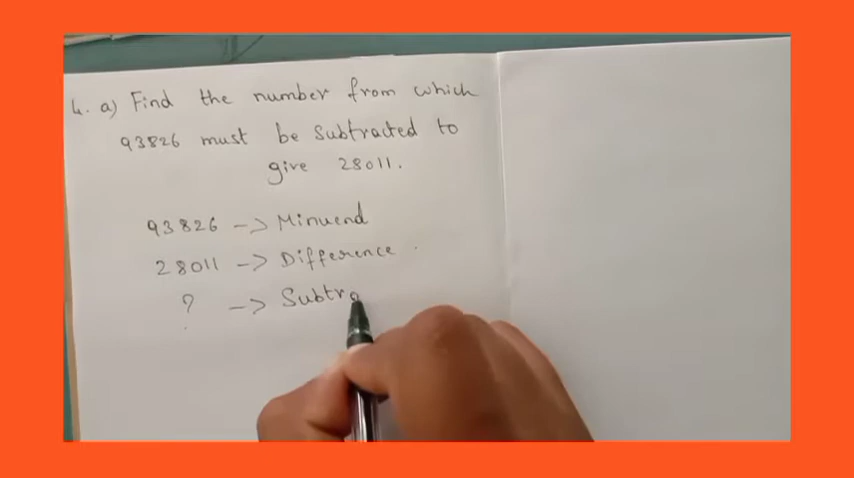 4. a) Find the number from which
93826 must be Subtracted to
give 28011.
93826 -> Minuend
28011 -> Difference
? -> Subtra